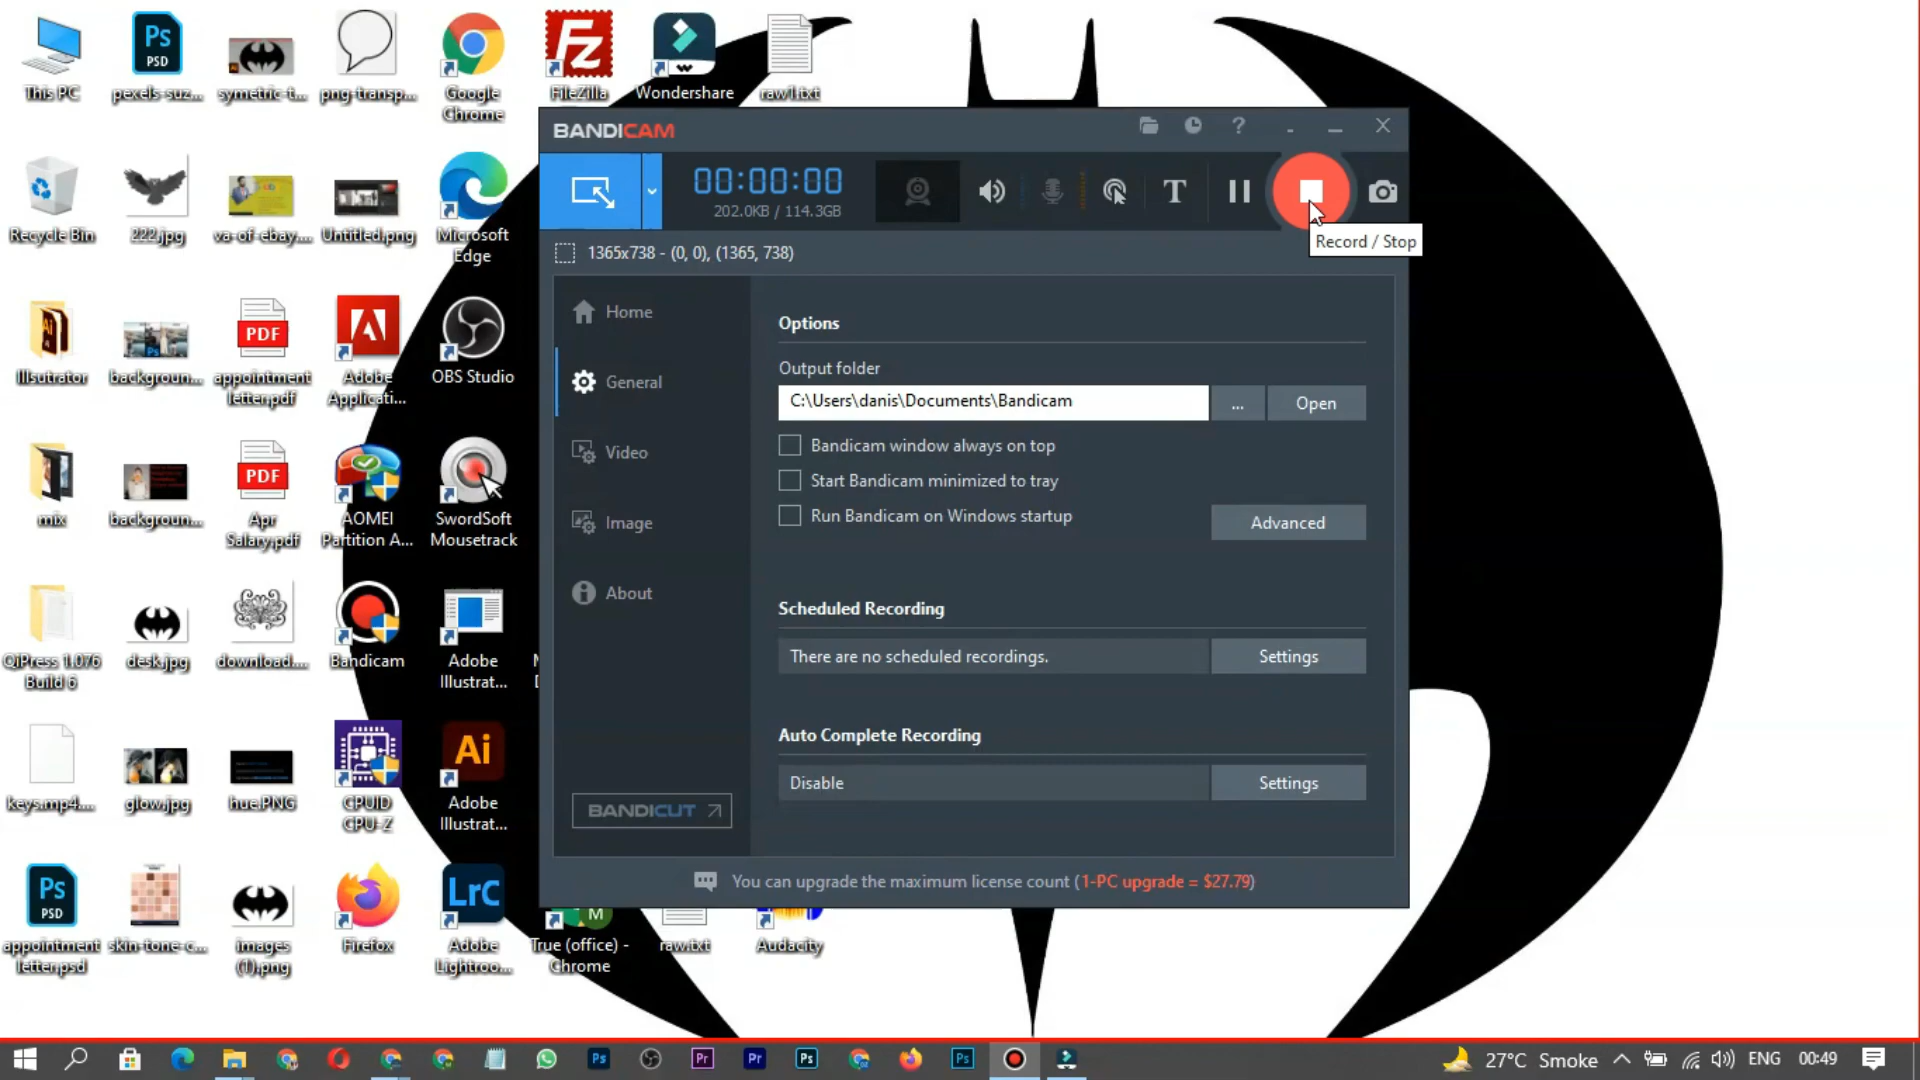 This PC
pexels-suz...
symetric-t...
png-transp...
Google
Chrome
FileZilla
Wondershare
raw1.txt
Recycle Bin
222.jpg
va-of-ebay....
Untitled.png
Microsoft
Edge
Illsutrator
backgroun...
appointment
letter.pdf
Adobe
Applicati...
OBS Studio
mix
backgroun...
Apr
Salary.pdf
AOMEI
Partition A...
SwordSoft
Mousetrack
QiPress 1.076
Build 6
desk.jpg
download....
Bandicam
Adobe
Illustrat...
keys.mp4....
glow.jpg
hue.PNG
CPUID
CPU-Z
Adobe
Illustrat...
appointment
letter.psd
skin-tone-c...
images
(1).png
Firefox
Adobe
Lightroo...
True (office) -
Chrome
raw.txt
Audacity
BANDICAM
00:00:00
202.0KB / 114.3GB
Record / Stop
1365x738 - (0, 0), (1365, 738)
Home
General
Video
Image
About
BANDICUT
Options
Output folder
C:\Users\danis\Documents\Bandicam
...
Open
Bandicam window always on top
Start Bandicam minimized to tray
Run Bandicam on Windows startup
Advanced
Scheduled Recording
There are no scheduled recordings.
Settings
Auto Complete Recording
Disable
Settings
You can upgrade the maximum license count (1-PC upgrade = $27.79)
27°C Smoke
ENG
00:49